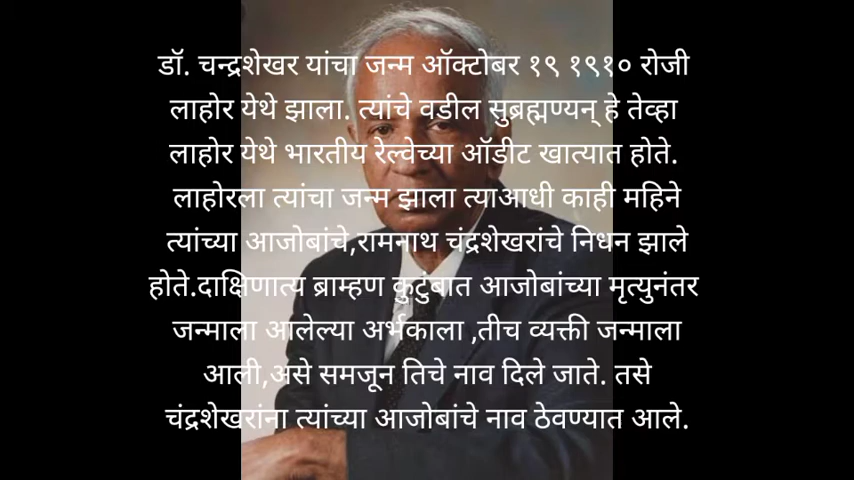 डॉ. चन्द्रशेखर यांचा जन्म ऑक्टोबर १९ १९१० रोजी
लाहोर येथे झाला. त्यांचे वडील सुब्रह्मण्यन् हे तेव्हा
लाहोर येथे भारतीय रेल्वेच्या ऑडीट खात्यात होते.
लाहोरला त्यांचा जन्म झाला त्याआधी काही महिने
त्यांच्या आजोबांचे,रामनाथ चंद्रशेखरांचे निधन झाले
होते.दाक्षिणात्य ब्राम्हण कुटुंबात आजोबांच्या मृत्युनंतर
जन्माला आलेल्या अर्भकाला ,तीच व्यक्ती जन्माला
आली,असे समजून तिचे नाव दिले जाते. तसे
चंद्रशेखरांना त्यांच्या आजोबांचे नाव ठेवण्यात आले.